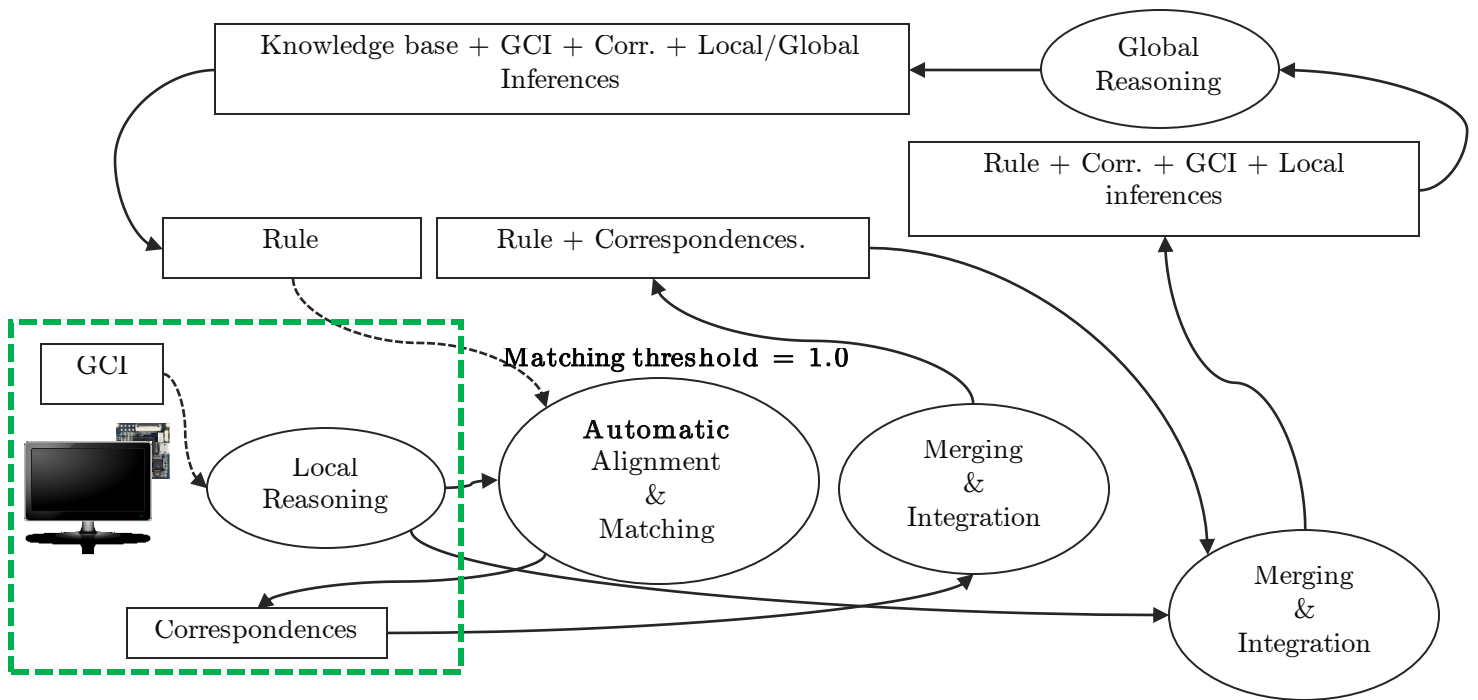 Knowledge base + GCI + Corr. + Local/Global
Inferences
Global
Reasoning
Rule + Corr. + GCI + Local
inferences
Rule
Rule + Correspondences.
GCI
Matching threshold = 1.0
Automatic
Alignment
&
Matching
Local
Reasoning
Merging
&
Integration
Correspondences
Merging
&
Integration